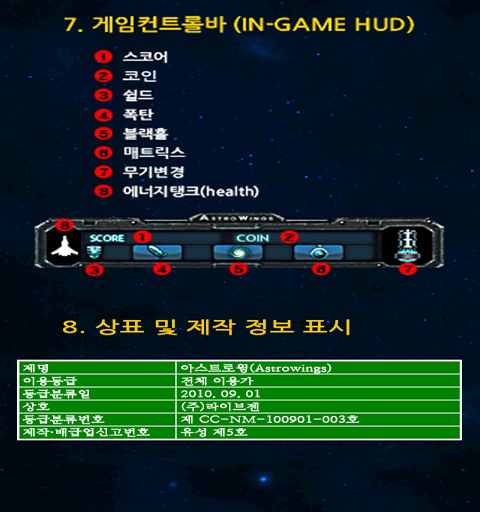 7. 게임컨트롤바 (IN-GAME HUD)
1 스코어
2 코인
3 쉴드
4 폭탄
5 블랙홀
6 매트릭스
7 무기변경
8 에너지탱크(health)
ASTROWINGS
8 SCORE 1 COIN 2
3 4 5 6 7
8. 상표 및 제작 정보 표시
제명 아스트로윙(Astrowings)
이용등급 전체 이용가
등급분류일 2010. 09. 01
상호 (주)라이브젠
등급분류번호 제 CC-NM-100901-003호
제작·배급업신고번호 유성 제5호